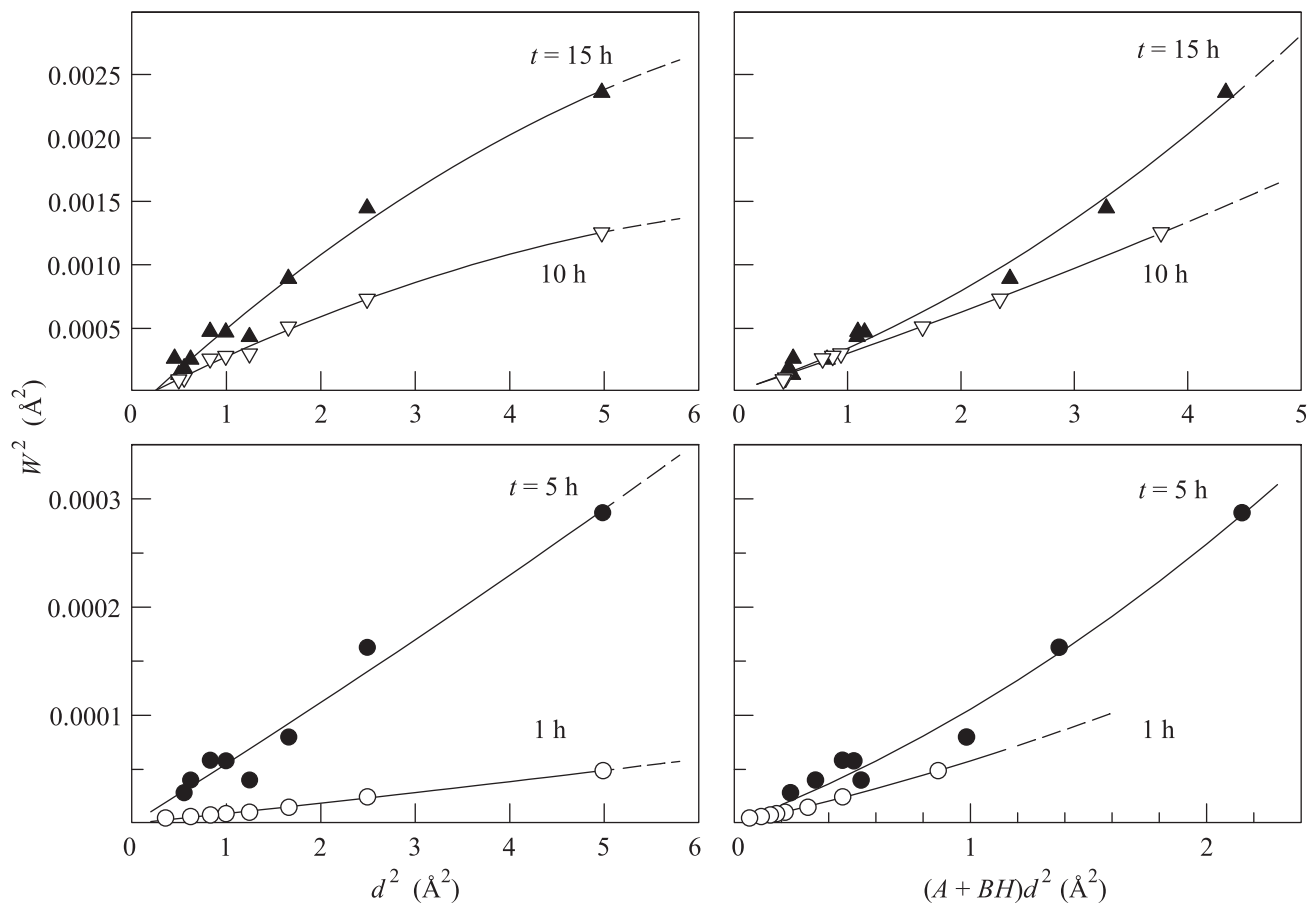 t = 15 h
t = 15 h
0.0025
0.0020
0.0015
0.0010
0.0005
10 h
10 h
0 1 2 3 4 5 6
0 1 2 3 4 5
W² (Å²)
t = 5 h
t = 5 h
0.0003
0.0002
0.0001
1 h
1 h
0 1 2 3 4 5 6
0 1 2
d² (Å²)
(A + BH)d² (Å²)